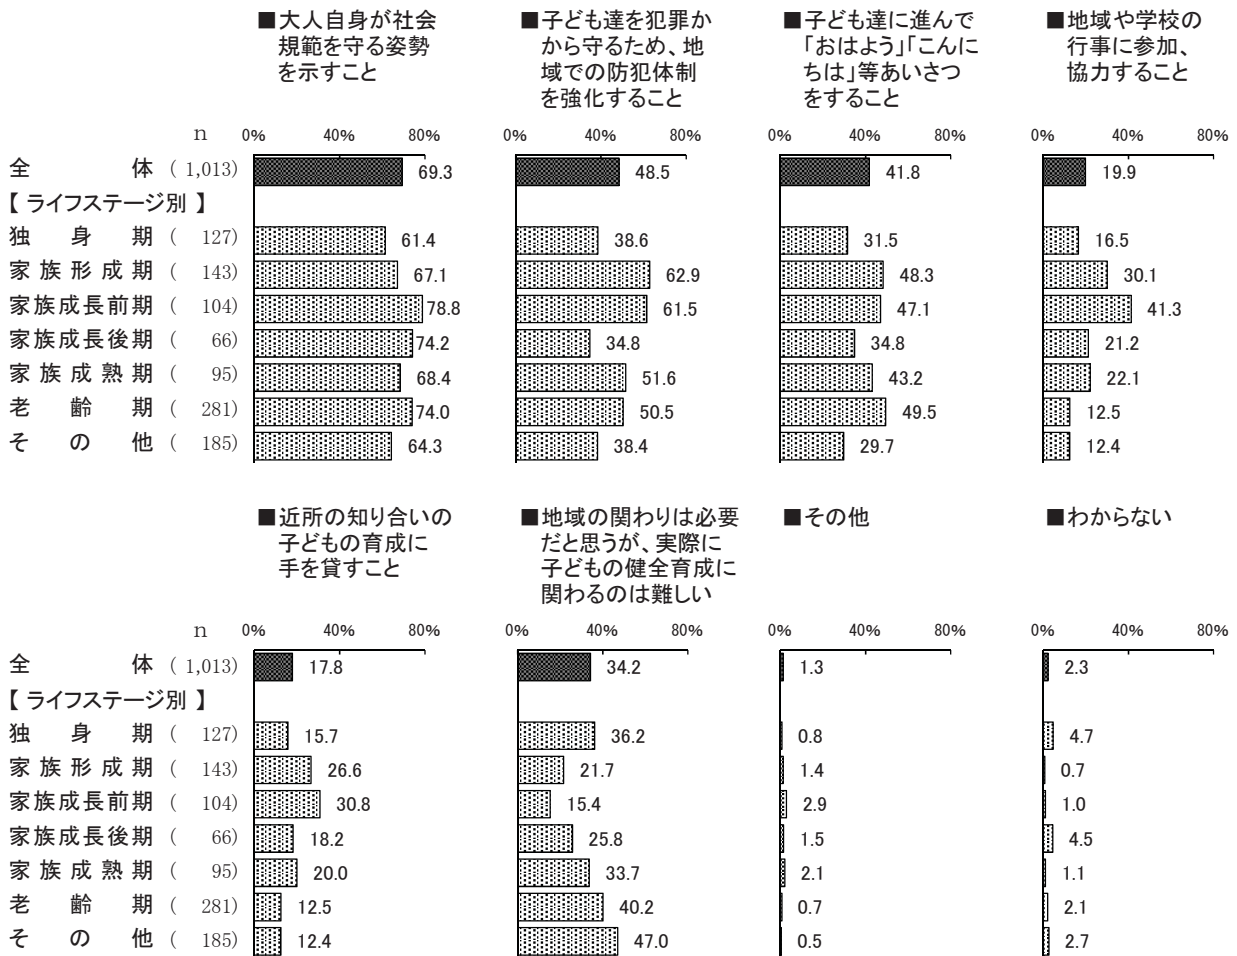 ■大人自身が社会
規範を守る姿勢
を示すこと
■子ども達を犯罪か
から守るため、地
域での防犯体制
を強化すること
■子ども達に進んで
「おはよう」「こんに
ちは」等あいさつ
をすること
■地域や学校の
行事に参加、
協力すること
n 0% 40% 80% 0% 40% 80% 0% 40% 80% 0% 40% 80%
全体 (1,013) 69.3 48.5 41.8 19.9
【ライフステージ別】
独身期 (127) 61.4 38.6 31.5 16.5
家族形成期 (143) 67.1 62.9 48.3 30.1
家族成長前期 (104) 78.8 61.5 47.1 41.3
家族成長後期 (66) 74.2 34.8 34.8 21.2
家族成熟期 (95) 68.4 51.6 43.2 22.1
老齢期 (281) 74.0 50.5 49.5 12.5
その他 (185) 64.3 38.4 29.7 12.4
■近所の知り合いの
子どもの育成に
手を貸すこと
■地域の関わりは必要
だと思うが、実際に
子どもの健全育成に
関わるのは難しい
■その他
■わからない
n 0% 40% 80% 0% 40% 80% 0% 40% 80% 0% 40% 80%
全体 (1,013) 17.8 34.2 1.3 2.3
【ライフステージ別】
独身期 (127) 15.7 36.2 0.8 4.7
家族形成期 (143) 26.6 21.7 1.4 0.7
家族成長前期 (104) 30.8 15.4 2.9 1.0
家族成長後期 (66) 18.2 25.8 1.5 4.5
家族成熟期 (95) 20.0 33.7 2.1 1.1
老齢期 (281) 12.5 40.2 0.7 2.1
その他 (185) 12.4 47.0 0.5 2.7